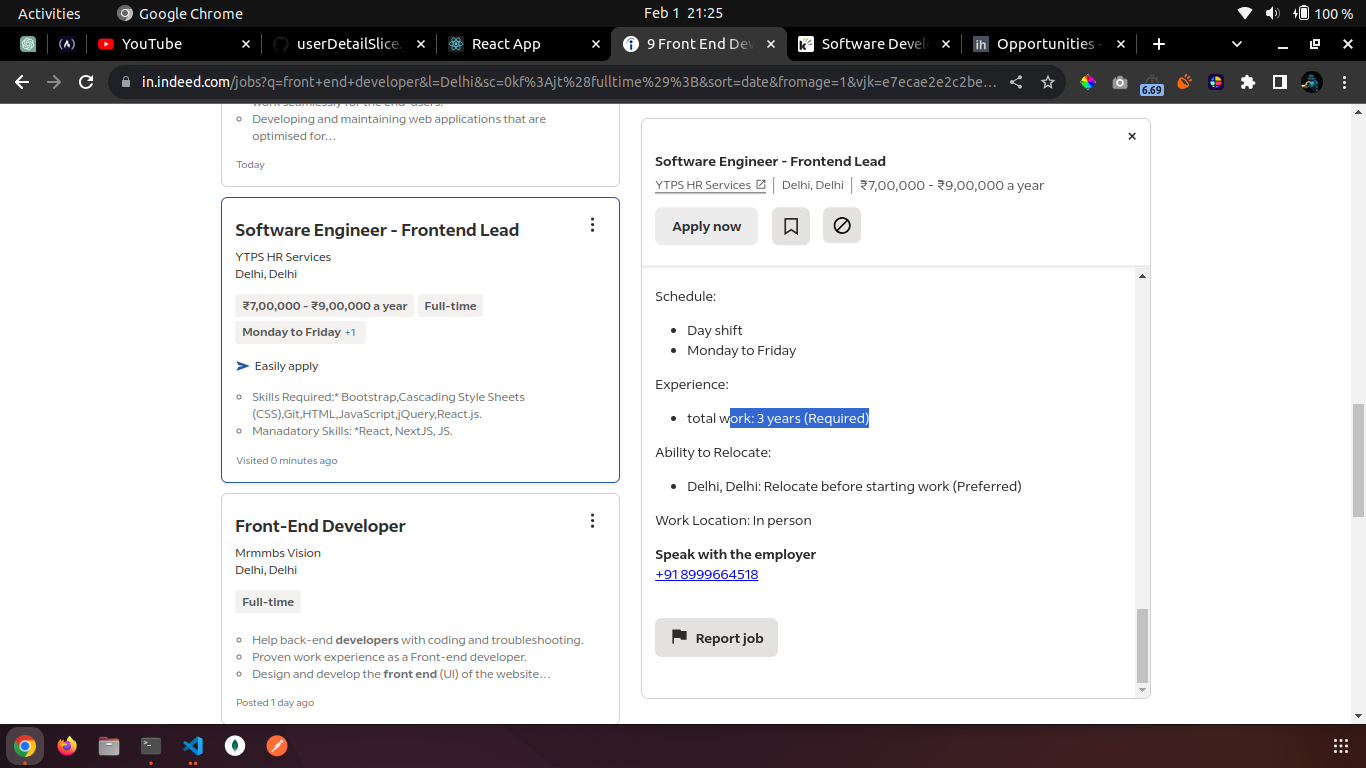 Activities
Google Chrome
Feb 1 21:25
100 %
YouTube
userDetailSlice.
React App
9 Front End Dev
Software Devel
Opportunities -
in.indeed.com/jobs?q=front+end+developer&l=Delhi&sc=0kf%3Ajt%28fulltime%29%3B&sort=date&fromage=1&vjk=e7ecae2e2c2be...
6.69
work seamlessly for the end-users.
Developing and maintaining web applications that are
optimised for…
Today
Software Engineer - Frontend Lead
YTPS HR Services
Delhi, Delhi
₹7,00,000 - ₹9,00,000 a year
Full-time
Monday to Friday +1
Easily apply
Skills Required:* Bootstrap,Cascading Style Sheets
(CSS),Git,HTML,JavaScript,jQuery,React.js.
Manadatory Skills: *React, NextJS, JS.
Visited 0 minutes ago
Front-End Developer
Mrmmbs Vision
Delhi, Delhi
Full-time
Help back-end developers with coding and troubleshooting.
Proven work experience as a Front-end developer.
Design and develop the front end (UI) of the website…
Posted 1 day ago
Software Engineer - Frontend Lead
YTPS HR Services
Delhi, Delhi
₹7,00,000 - ₹9,00,000 a year
Apply now
Schedule:
Day shift
Monday to Friday
Experience:
total work: 3 years (Required)
Ability to Relocate:
Delhi, Delhi: Relocate before starting work (Preferred)
Work Location: In person
Speak with the employer
+91 8999664518
Report job